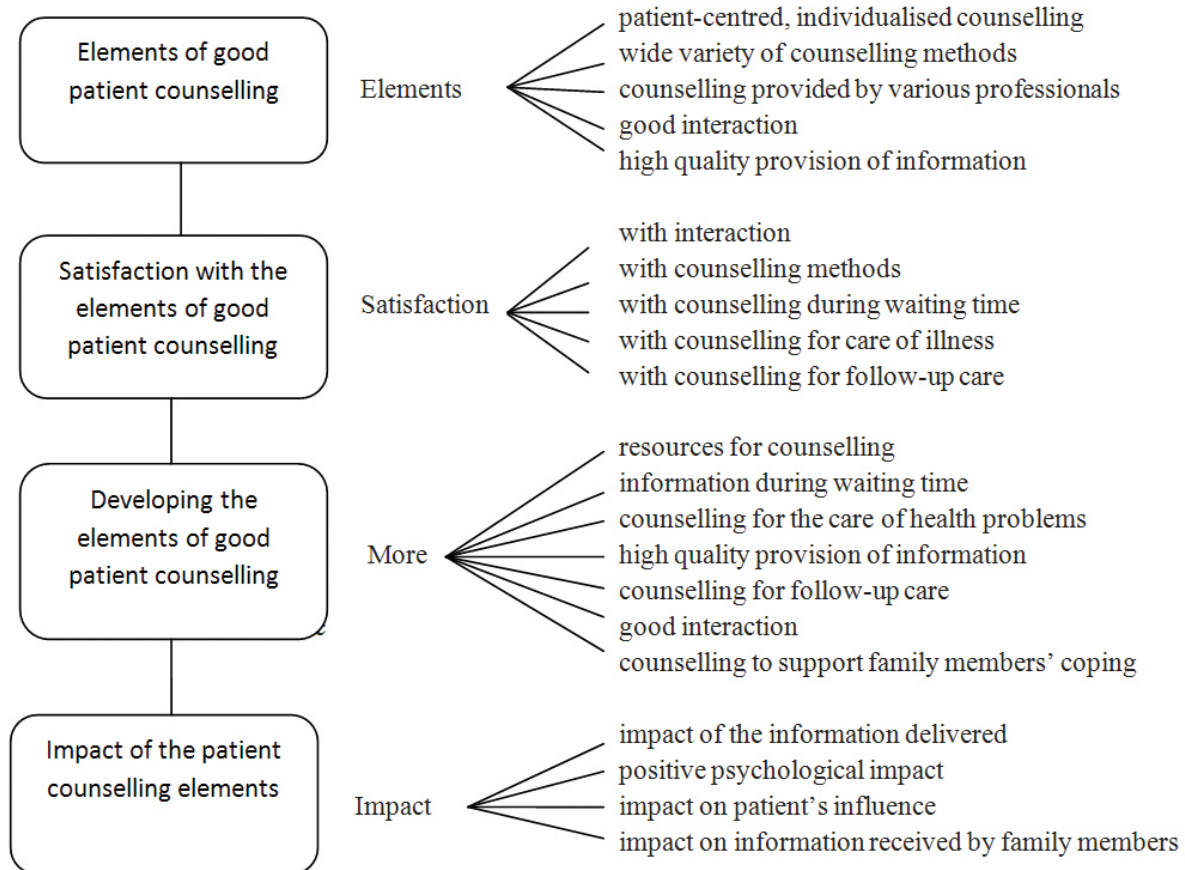 Elements of good
patient counselling
Elements
patient-centred, individualised counselling
wide variety of counselling methods
counselling provided by various professionals
good interaction
high quality provision of information
Satisfaction with the
elements of good
patient counselling
Satisfaction
with interaction
with counselling methods
with counselling during waiting time
with counselling for care of illness
with counselling for follow-up care
Developing the
elements of good
patient counselling
More
resources for counselling
information during waiting time
counselling for the care of health problems
high quality provision of information
counselling for follow-up care
good interaction
counselling to support family members’ coping
Impact of the patient
counselling elements
Impact
impact of the information delivered
positive psychological impact
impact on patient’s influence
impact on information received by family members